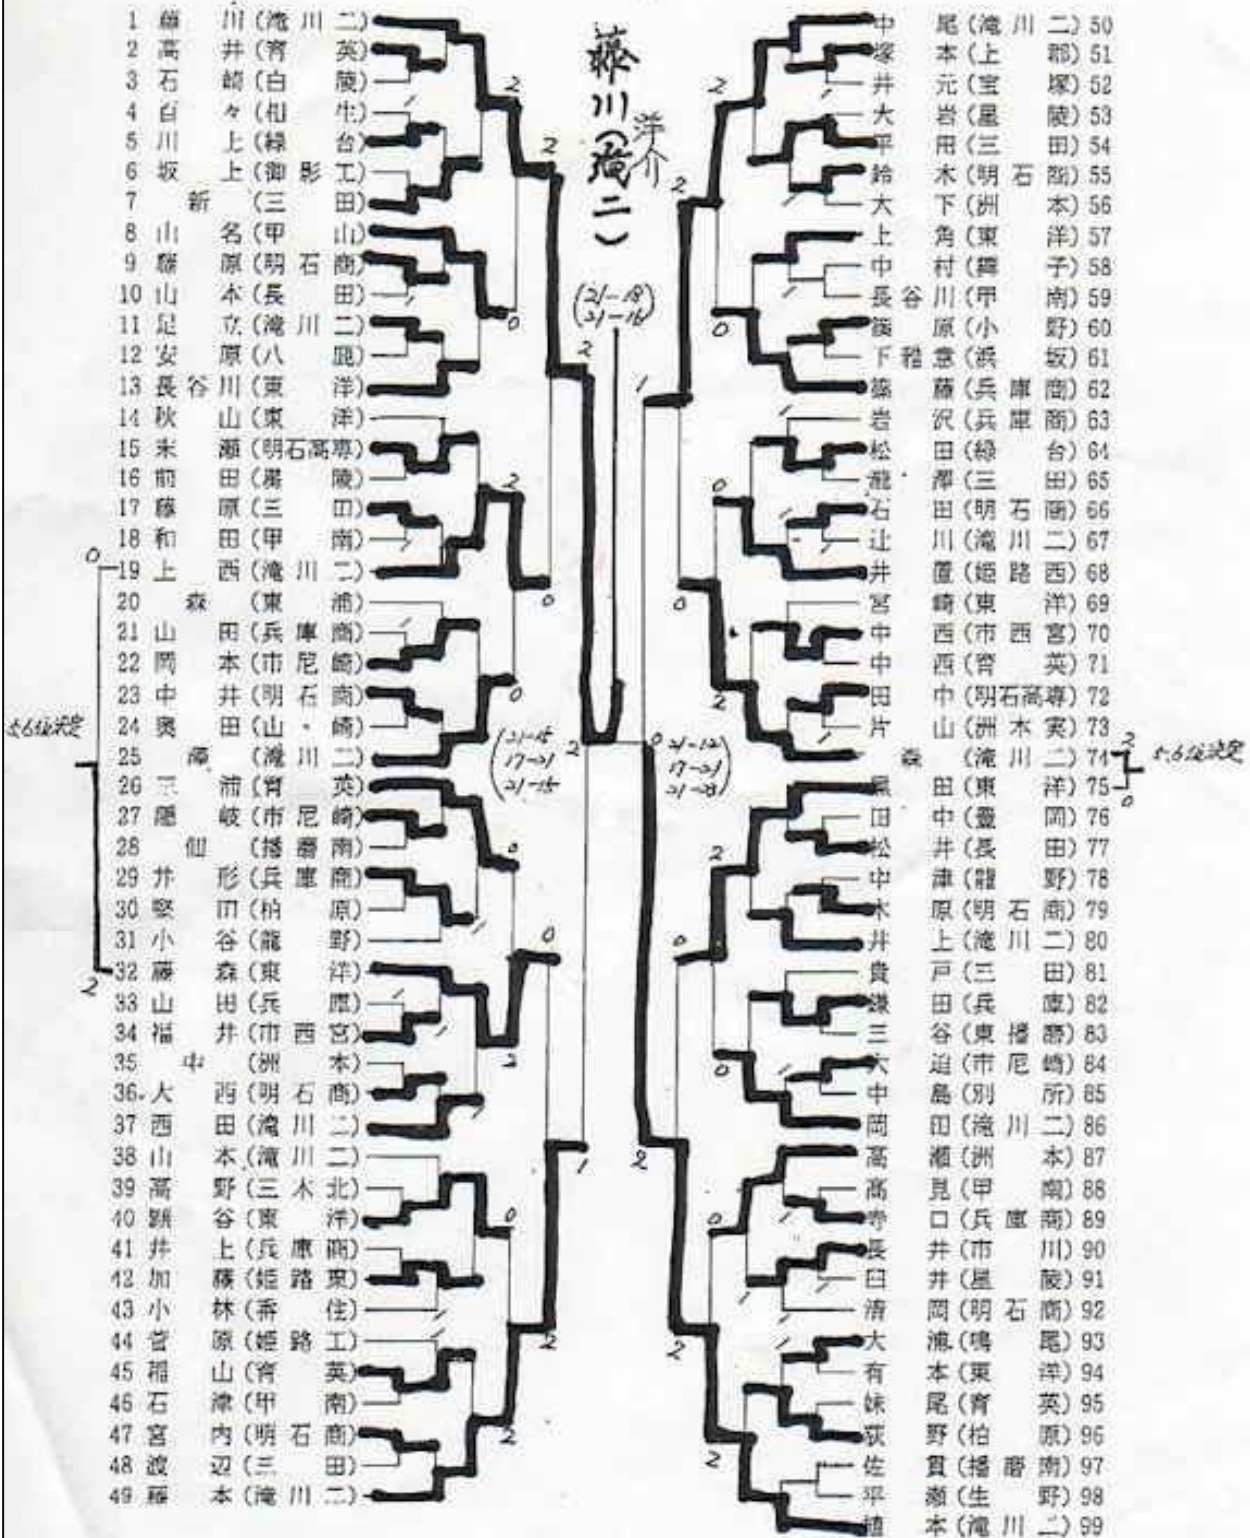 1 藤川(滝川二)
2 高井(育英)
3 石崎(白陵)
4 百々(相生)
5 川上(緑台)
6 坂上(御影工)
7 新(三田)
8 山名(甲山)
9 藤原(明石商)
10 山本(長田)
11 足立(滝川二)
12 安原(八鹿)
13 長谷川(東洋)
14 秋山(東洋)
15 末瀬(明石高専)
16 前田(星陵)
17 藤原(三田)
18 和田(甲南)
19 上西(滝川二)
20 森(東浦)
21 山田(兵庫商)
22 岡本(市尼崎)
23 中井(明石商)
24 奥田(山崎)
25 (滝川二)
26 三浦(育英)
27 隠岐(市尼崎)
28 仙(播磨南)
29 井形(兵庫商)
30 堅田(柏原)
31 小谷(龍野)
32 藤森(東洋)
33 山田(兵庫)
34 福井(市西宮)
35 中(洲本)
36 大西(明石商)
37 西田(滝川二)
38 山本(滝川二)
39 高野(三木北)
40 谷(東洋)
41 井上(兵庫商)
42 加藤(姫路東)
43 小林(香住)
44 菅原(姫路工)
45 稲山(育英)
46 石津(甲南)
47 宮内(明石商)
48 渡辺(三田)
49 藤本(滝川二)
藤川(滝二)
洋介
(21-18
21-16)
(21-15
17-21
21-15)
(21-12
17-21
21-08)
5.6位決定
中尾(滝川二) 50
塚本(上郡) 51
井元(宝塚) 52
大岩(星陵) 53
平田(三田) 54
鈴木(明石商) 55
大下(洲本) 56
上角(東洋) 57
中村(舞子) 58
長谷川(甲南) 59
篠原(小野) 60
下雅意(浜坂) 61
藤(兵庫商) 62
岩沢(兵庫商) 63
松田(緑台) 64
瀧澤(三田) 65
石田(明石商) 66
辻川(滝川二) 67
井置(姫路西) 68
宮崎(東洋) 69
中西(市西宮) 70
中西(育英) 71
田中(明石高専) 72
片山(洲本実) 73
森(滝川二) 74
黒田(東洋) 75
田中(豊岡) 76
松井(長田) 77
中津(龍野) 78
木原(明石商) 79
井上(滝川二) 80
貴戸(三田) 81
鎌田(兵庫) 82
三谷(東播磨) 83
大迫(市尼崎) 84
中島(別所) 85
岡田(滝川二) 86
高瀬(洲本) 87
高見(甲南) 88
寺口(兵庫商) 89
長井(市川) 90
臼井(星陵) 91
清岡(明石商) 92
大浦(鳴尾) 93
有本(東洋) 94
妹尾(育英) 95
荻野(柏原) 96
佐貫(播磨南) 97
平瀬(生野) 98
植本(滝川二) 99
5.6位決定